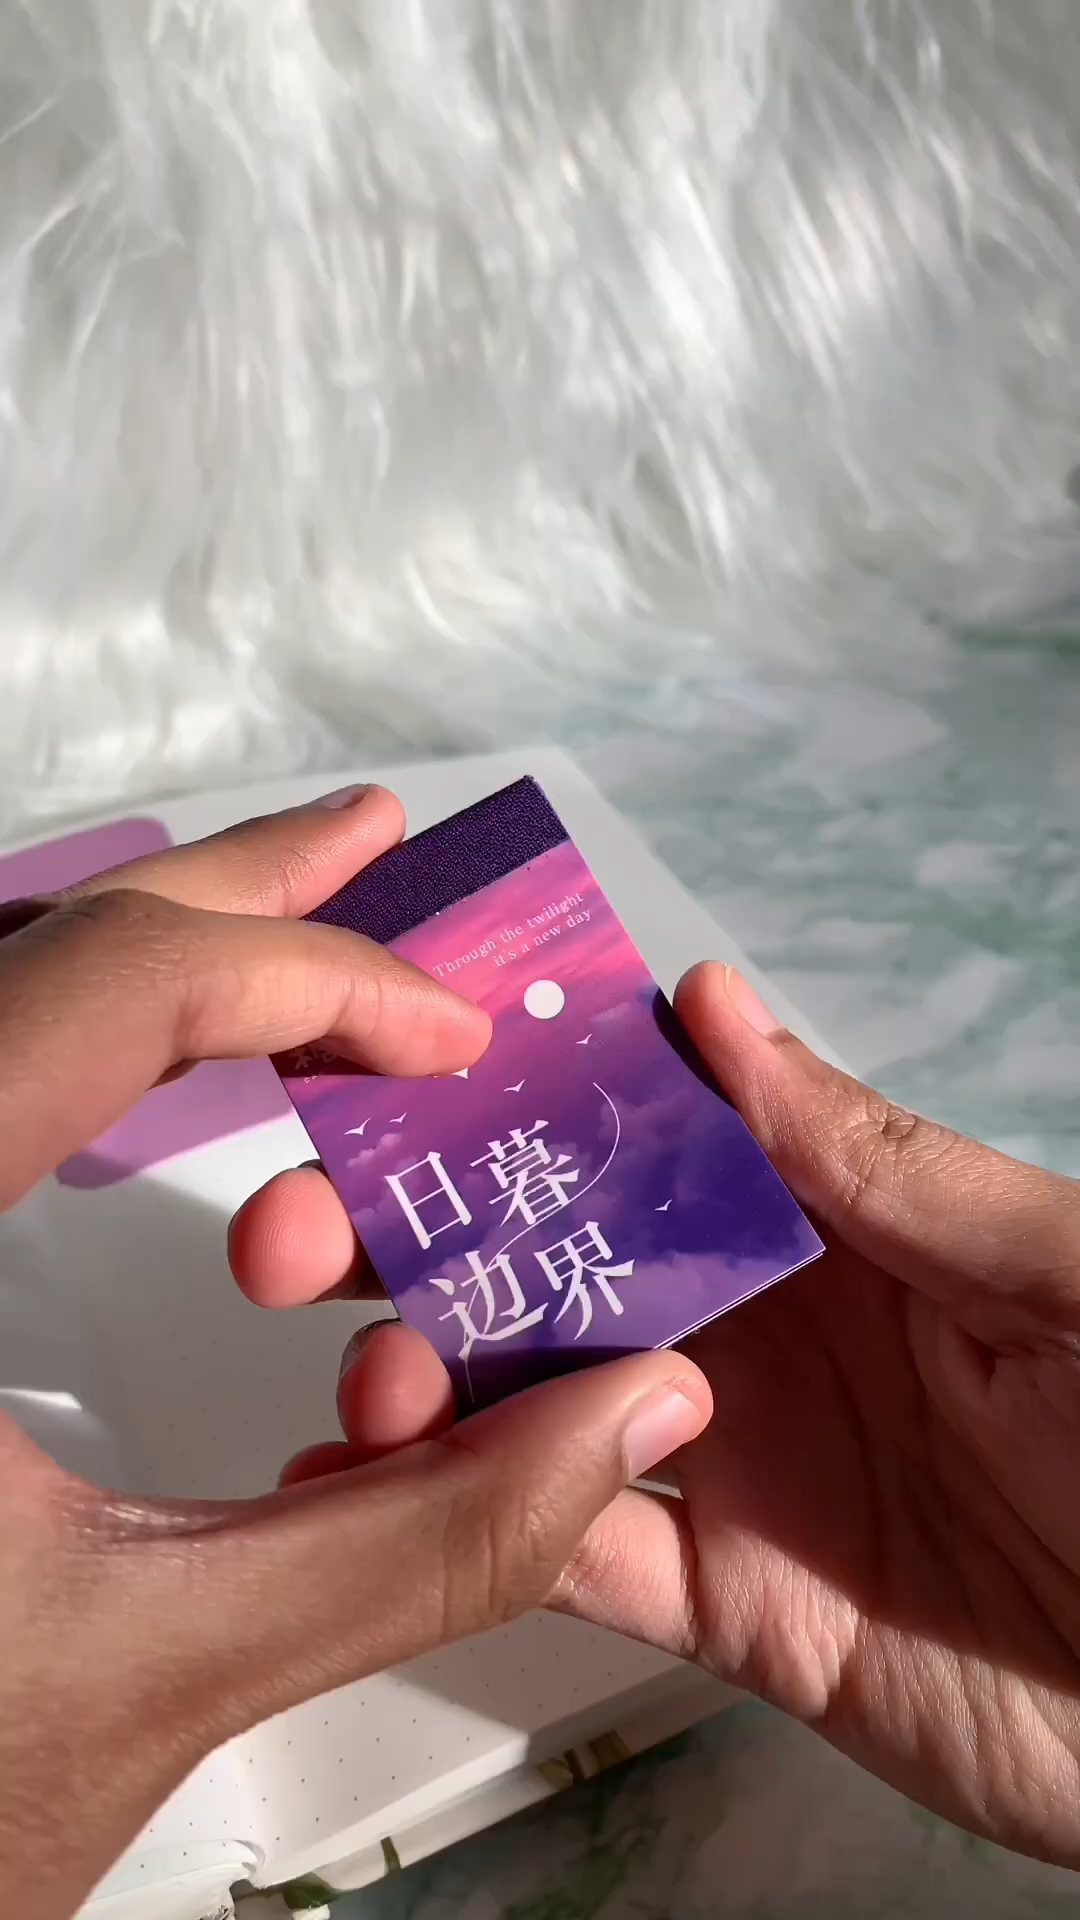 Through the twilight
it's a new day
日暮
边界